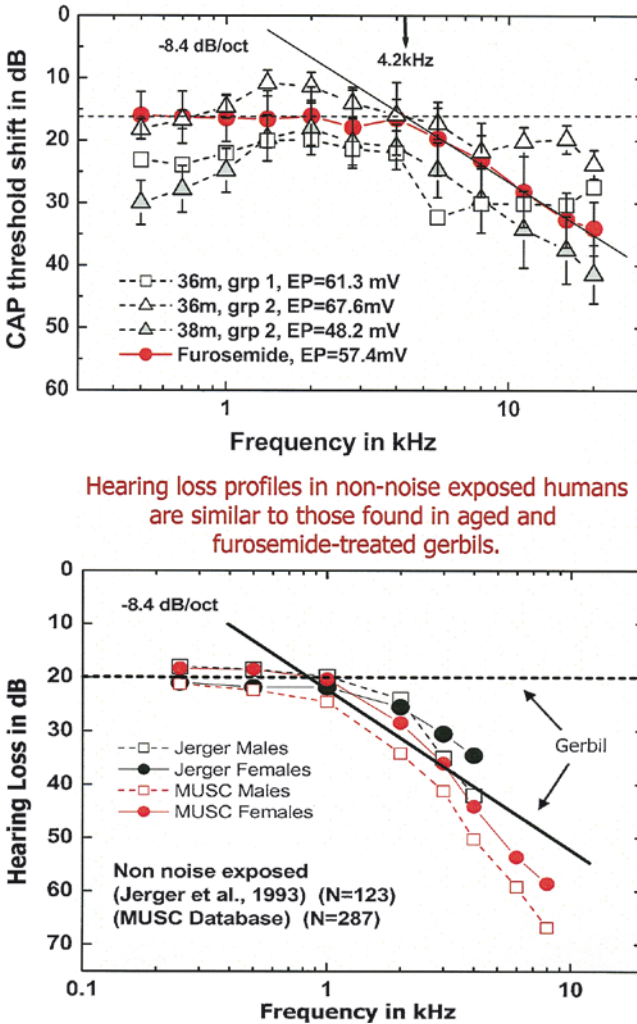 0
10
20
30
40
50
60
CAP threshold shift in dB
-8.4 dB/oct
4.2kHz
36m, grp 1, EP=61.3 mV
36m, grp 2, EP=67.6mV
38m, grp 2, EP=48.2 mV
Furosemide, EP=57.4mV
1
10
Frequency in kHz
Hearing loss profiles in non-noise exposed humans
are similar to those found in aged and
furosemide-treated gerbils.
0
10
20
30
40
50
60
70
Hearing Loss in dB
-8.4 dB/oct
Gerbil
Jerger Males
Jerger Females
MUSC Males
MUSC Females
Non noise exposed
(Jerger et al., 1993) (N=123)
(MUSC Database) (N=287)
0.1
1
10
Frequency in kHz